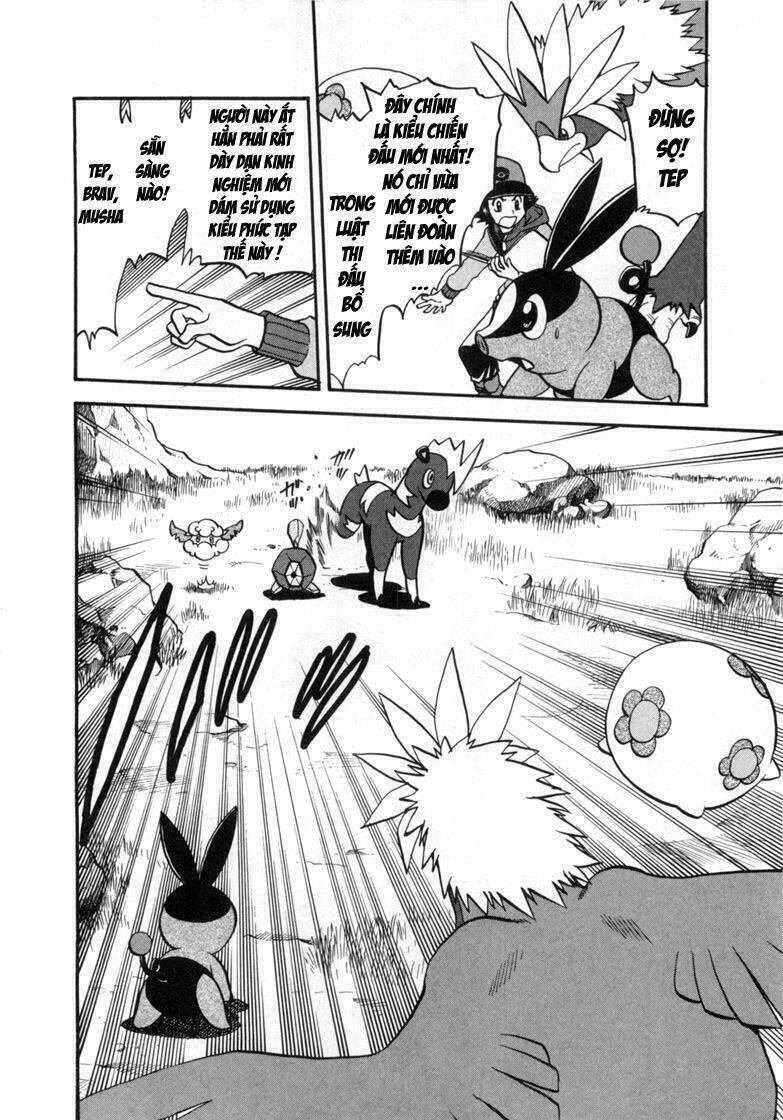 ĐỪNG
SỢ!
TEP
ĐÂY CHÍNH
LÀ KIỂU CHIẾN
ĐẤU MỚI NHẤT!
NÓ CHỈ VỪA
MỚI ĐƯỢC
LIÊN ĐOÀN
THÊM VÀO
...
TRONG
LUẬT
THI
ĐẤU
BỔ
SUNG
NGƯỜI NÀY ẮT
HẲN PHẢI RẤT
DÀY DẠN KINH
NGHIỆM MỚI
DÁM SỬ DỤNG
KIỂU PHỨC TẠP
THẾ NÀY !
SẴN
SÀNG
NÀO!
TEP,
BRAV,
MUSHA